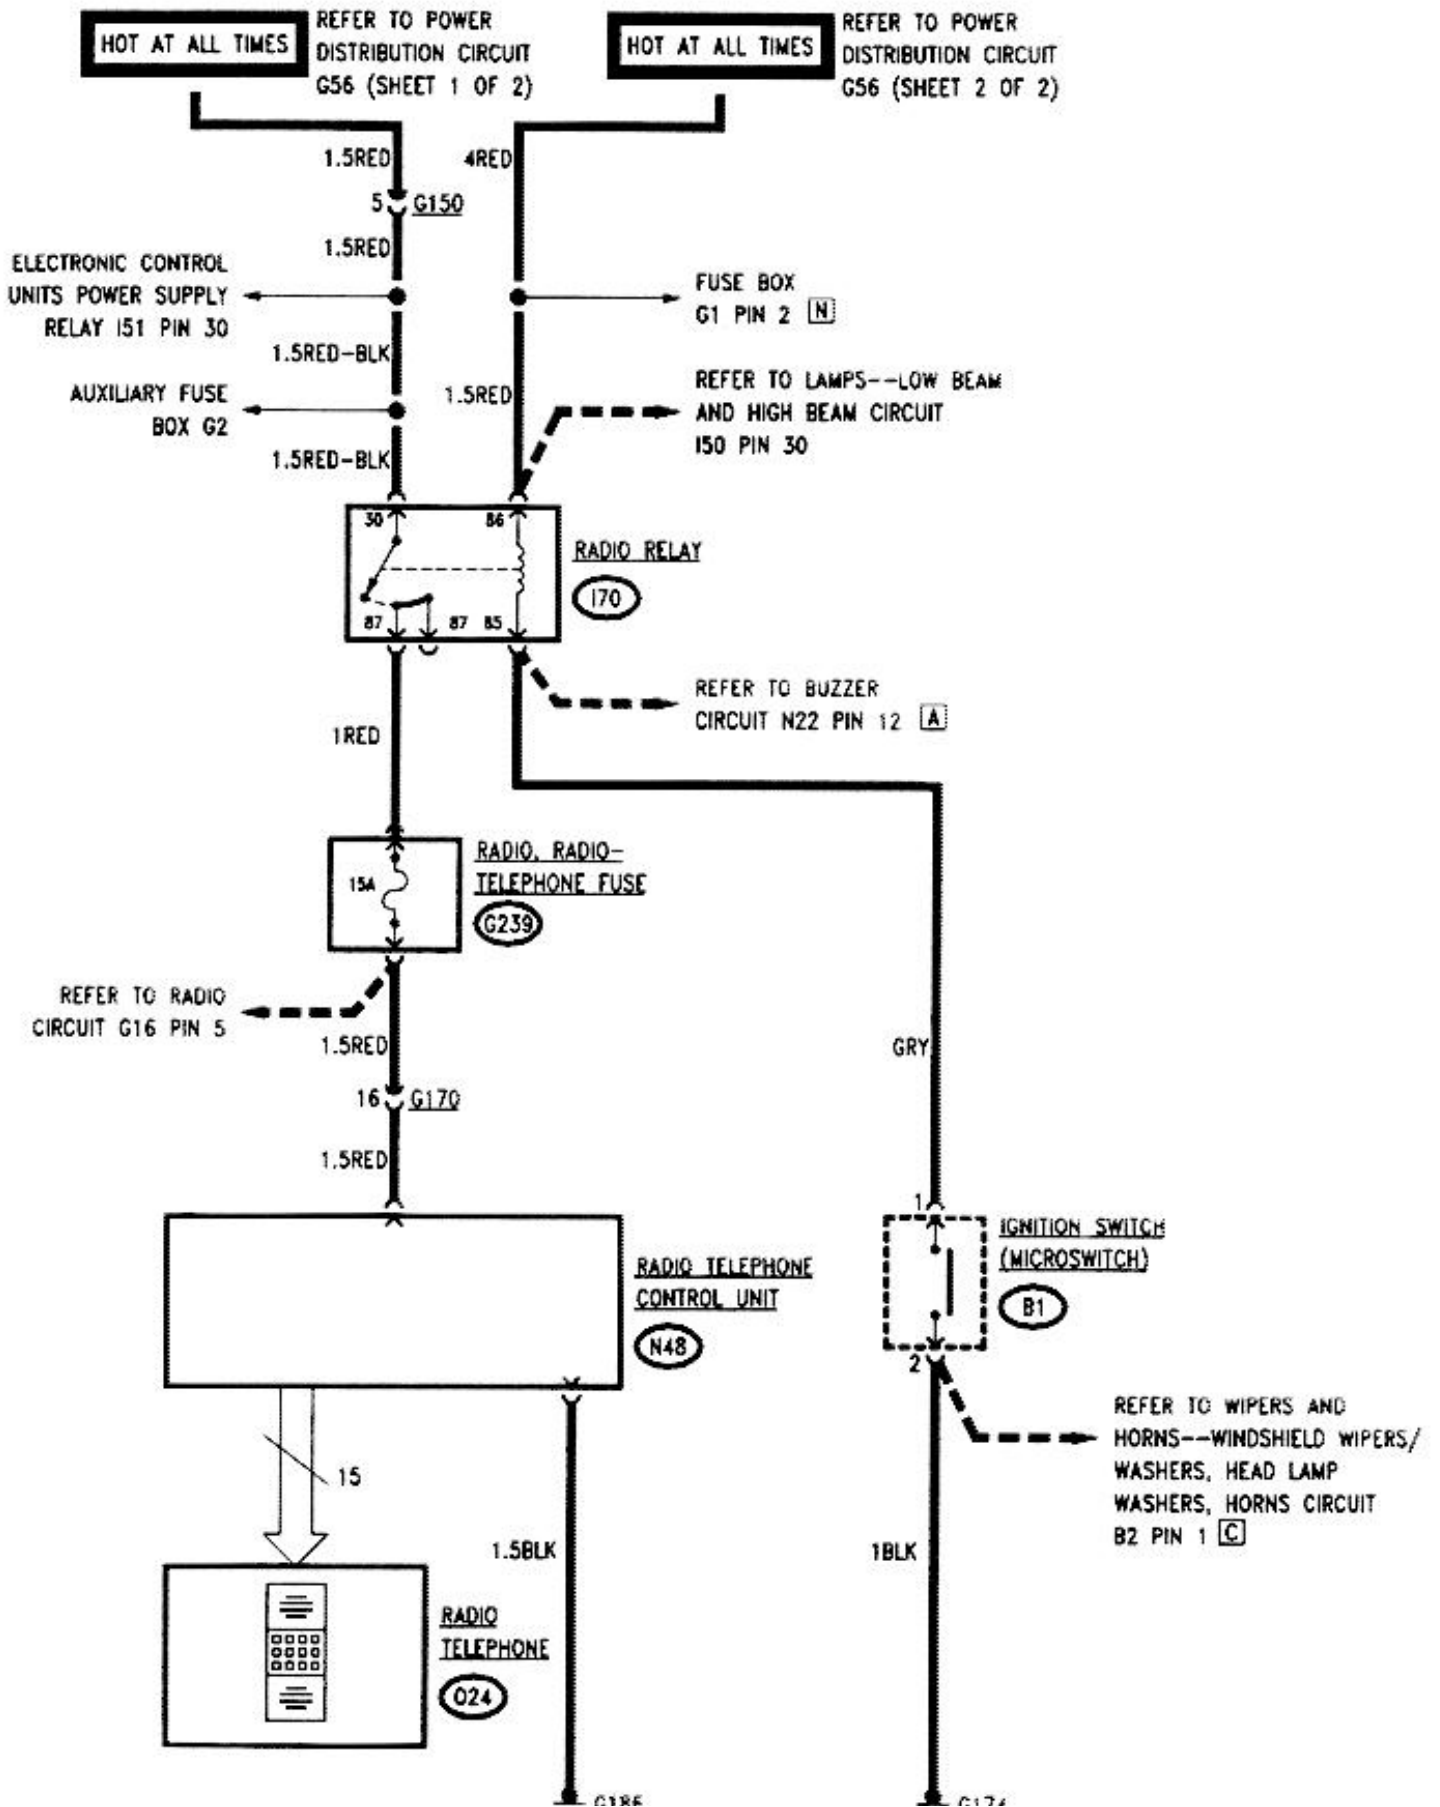 HOT AT ALL TIMES
REFER TO POWER
DISTRIBUTION CIRCUIT
G56 (SHEET 1 OF 2)
HOT AT ALL TIMES
REFER TO POWER
DISTRIBUTION CIRCUIT
G56 (SHEET 2 OF 2)
1.5RED
4RED
5 G150
1.5RED
ELECTRONIC CONTROL
UNITS POWER SUPPLY
RELAY I51 PIN 30
FUSE BOX
G1 PIN 2 N
1.5RED-BLK
AUXILIARY FUSE
BOX G2
1.5RED
REFER TO LAMPS--LOW BEAM
AND HIGH BEAM CIRCUIT
I50 PIN 30
1.5RED-BLK
30
86
RADIO RELAY
I70
87
87
85
REFER TO BUZZER
CIRCUIT N22 PIN 12 A
1RED
15A
RADIO, RADIO-
TELEPHONE FUSE
G239
REFER TO RADIO
CIRCUIT G16 PIN 5
1.5RED
GRY
16 G170
1.5RED
1
IGNITION SWITCH
(MICROSWITCH)
B1
2
RADIO TELEPHONE
CONTROL UNIT
N48
REFER TO WIPERS AND
HORNS--WINDSHIELD WIPERS/
WASHERS, HEAD LAMP
WASHERS, HORNS CIRCUIT
B2 PIN 1 C
15
1.5BLK
1BLK
RADIO
TELEPHONE
O24